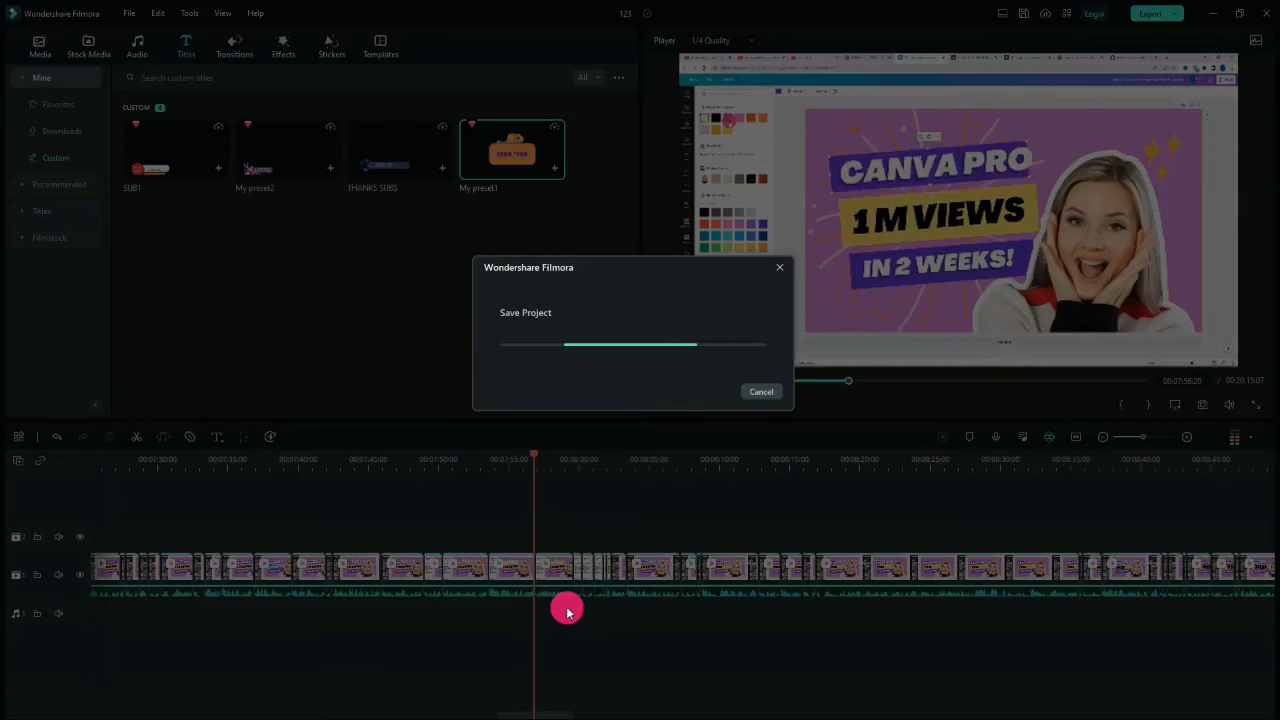 Wondershare Filmora
File Edit Tools View Help
123
Login
Export
Media
Stock Media
Audio
Titles
Transitions
Effects
Stickers
Templates
Player
1/4 Quality
Mine
Search custom titles
All
Favorites
Downloads
Custom
Recommended
Titles
Filmstock
CUSTOM 4
SUB1
My preset2
THANKS SUBS
My preset1
CANVA PRO
1 M VIEWS
IN 2 WEEKS!
Wondershare Filmora
Save Project
Cancel
00:07:56:20 / 00:20:15:07
00:07:30:00 00:07:35:00 00:07:40:00 00:07:45:00 00:07:50:00 00:07:55:00 00:08:00:00 00:08:05:00 00:08:10:00 00:08:15:00 00:08:20:00 00:08:25:00 00:08:30:00 00:08:35:00 00:08:40:00 00:08:45:00
2
1
1